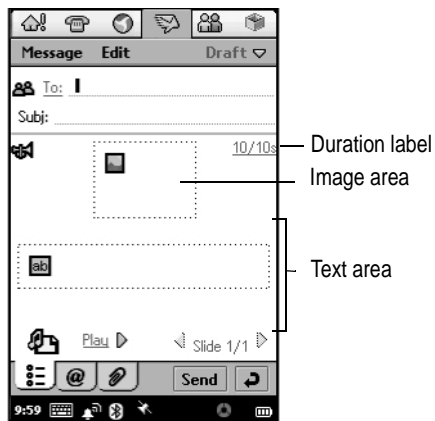 Message Edit Draft
To:
Subj:
10/10s
Duration label
Image area
ab
Text area
Play Slide 1/1
@ Send
9:59